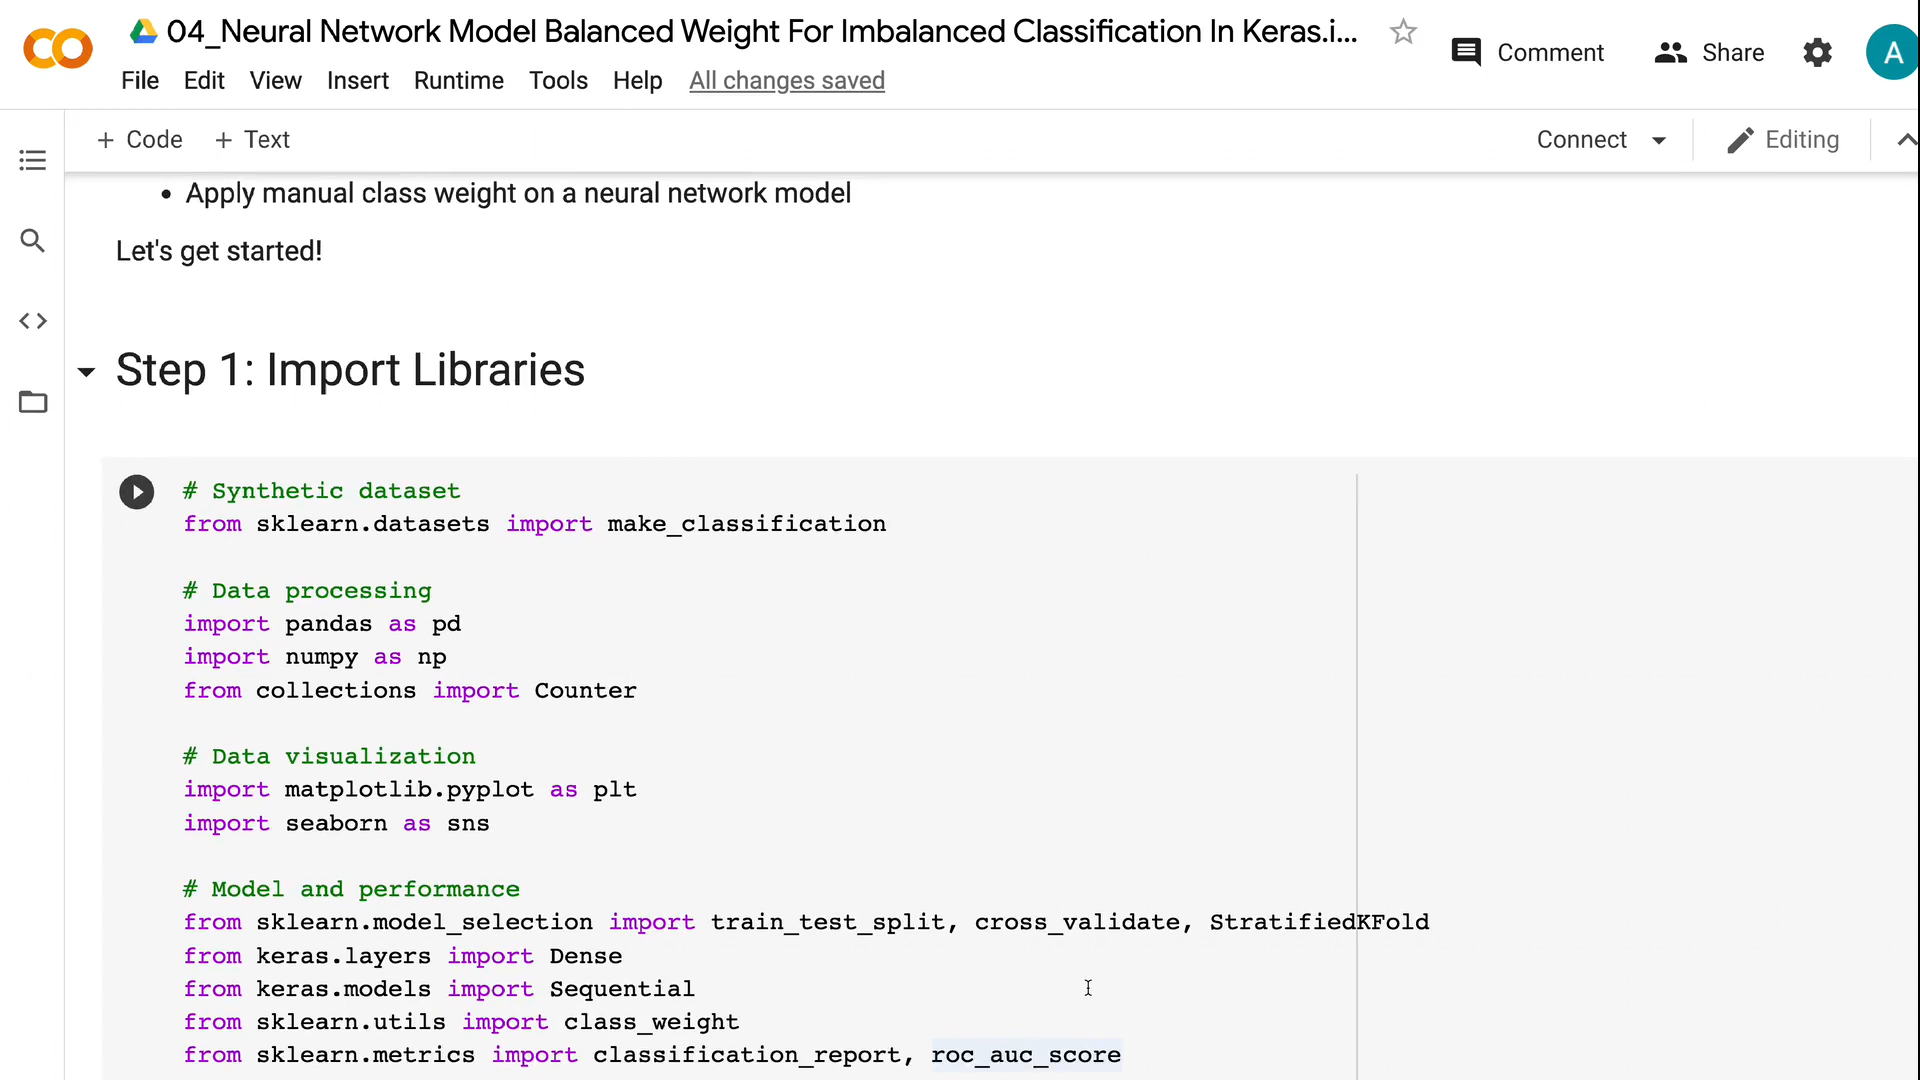 04_Neural Network Model Balanced Weight For Imbalanced Classification In Keras.i...
Comment
Share
A
File Edit View Insert Runtime Tools Help All changes saved
+ Code + Text
Connect
Editing
• Apply manual class weight on a neural network model
Let's get started!
Step 1: Import Libraries
# Synthetic dataset
from sklearn.datasets import make_classification
# Data processing
import pandas as pd
import numpy as np
from collections import Counter
# Data visualization
import matplotlib.pyplot as plt
import seaborn as sns
# Model and performance
from sklearn.model_selection import train_test_split, cross_validate, StratifiedKFold
from keras.layers import Dense
from keras.models import Sequential
from sklearn.utils import class_weight
from sklearn.metrics import classification_report, roc_auc_score